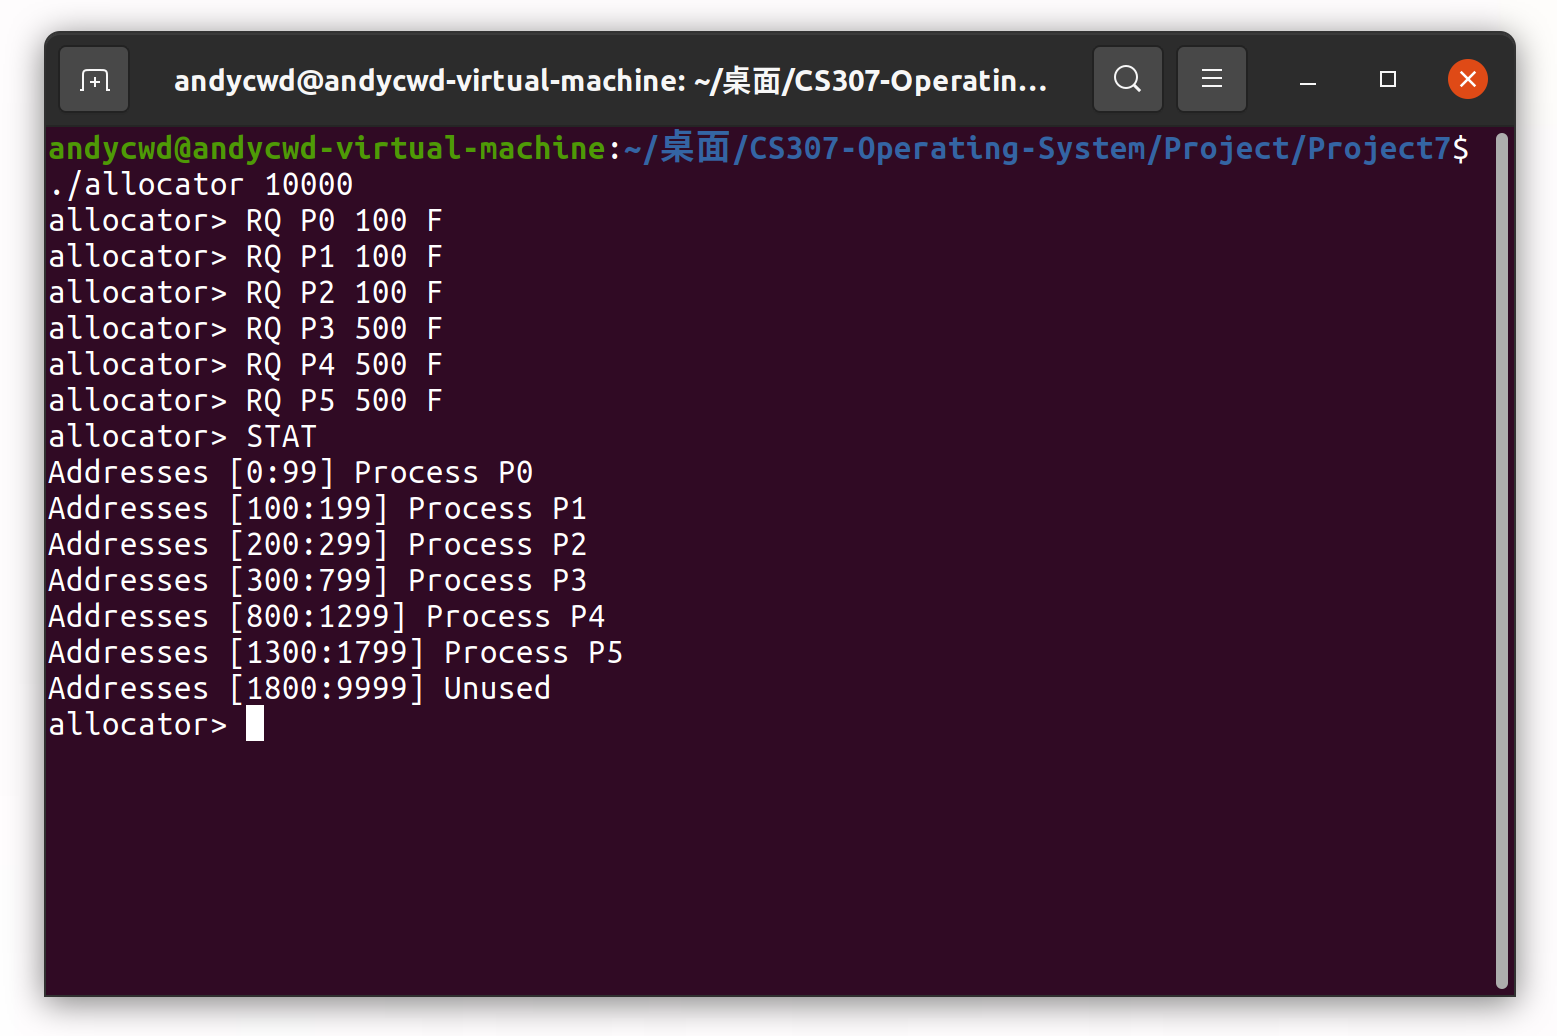 andycwd@andycwd-virtual-machine: ~/桌面/CS307-Operatin...
andycwd@andycwd-virtual-machine:~/桌面/CS307-Operating-System/Project/Project7$
./allocator 10000
allocator> RQ P0 100 F
allocator> RQ P1 100 F
allocator> RQ P2 100 F
allocator> RQ P3 500 F
allocator> RQ P4 500 F
allocator> RQ P5 500 F
allocator> STAT
Addresses [0:99] Process P0
Addresses [100:199] Process P1
Addresses [200:299] Process P2
Addresses [300:799] Process P3
Addresses [800:1299] Process P4
Addresses [1300:1799] Process P5
Addresses [1800:9999] Unused
allocator>